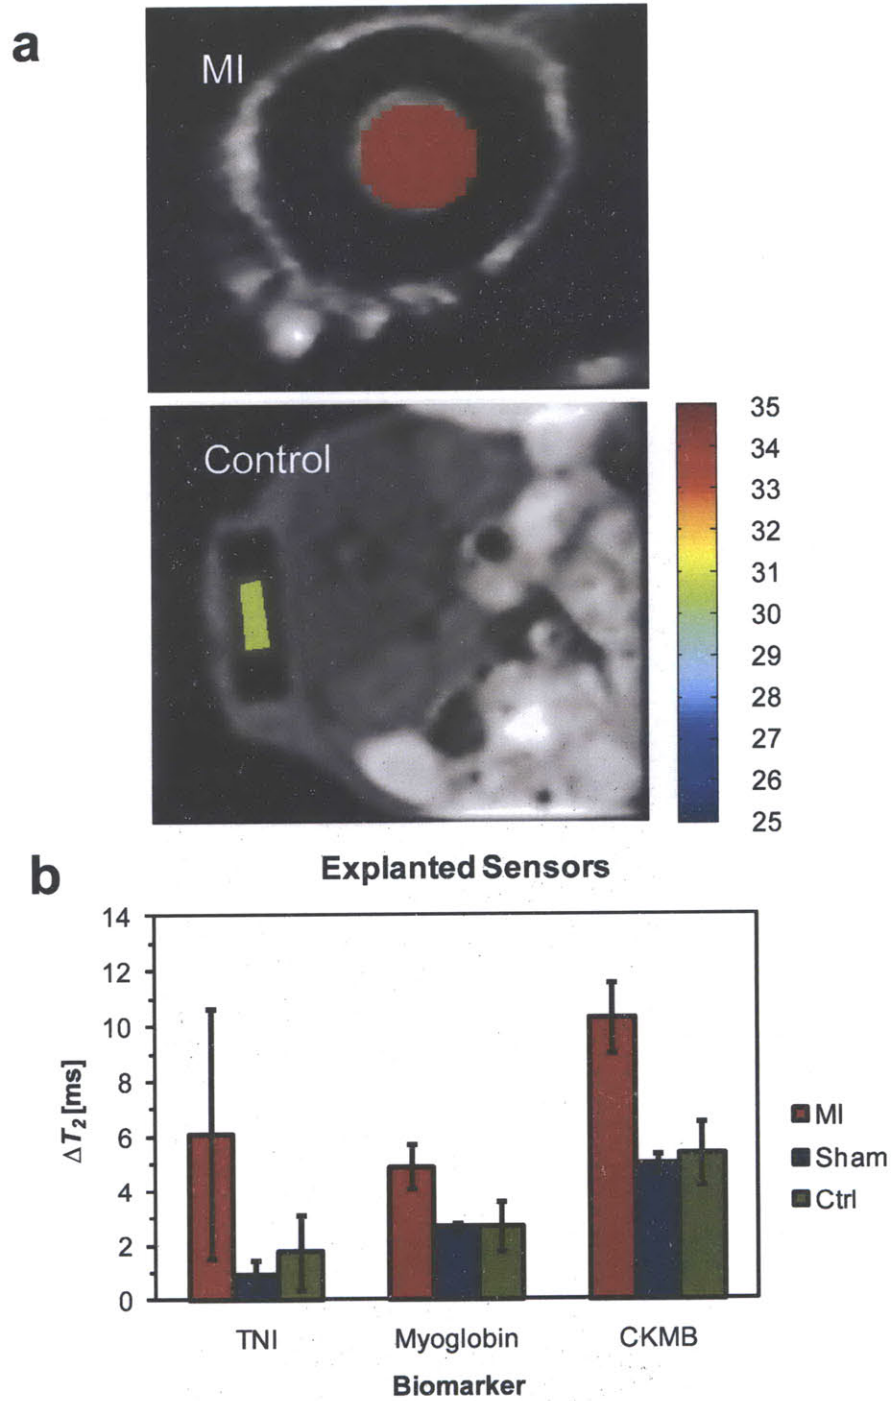 a
MI
Control
35
34
33
32
31
30
29
28
27
26
25
b
Explanted Sensors
14
12
10
8
6
4
2
0
ΔT₂ [ms]
MI
Sham
Ctrl
TNI
Myoglobin
CKMB
Biomarker